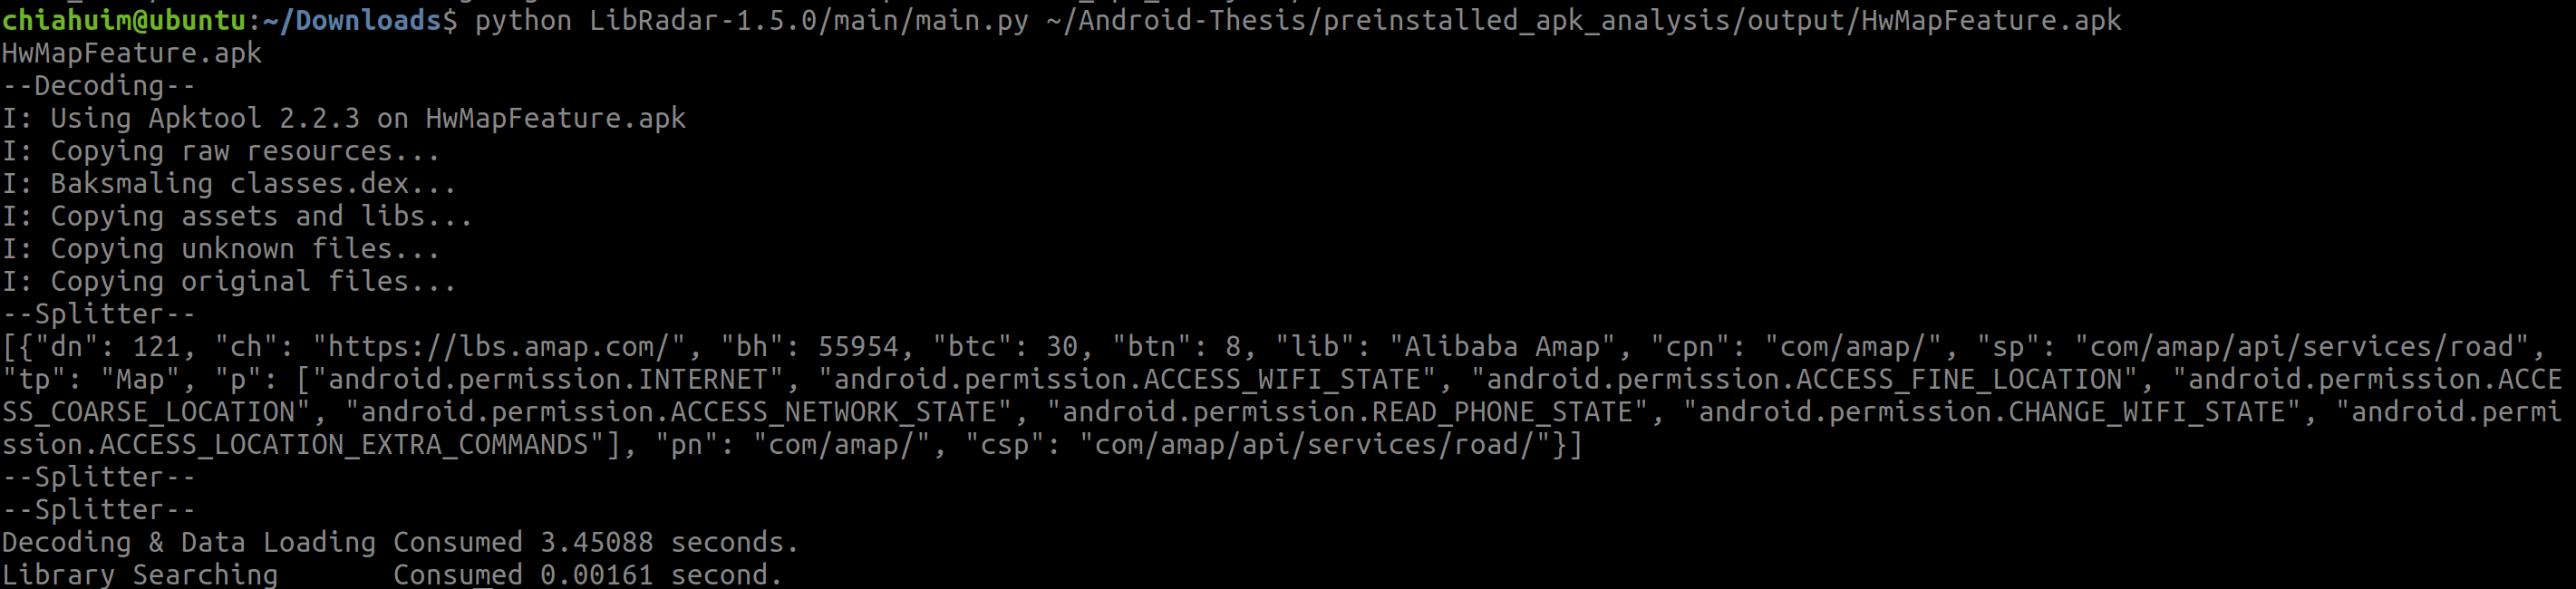 chiahuim@ubuntu:~/Downloads$ python LibRadar-1.5.0/main/main.py ~/Android-Thesis/preinstalled_apk_analysis/output/HwMapFeature.apk
HwMapFeature.apk
--Decoding--
I: Using Apktool 2.2.3 on HwMapFeature.apk
I: Copying raw resources...
I: Baksmaling classes.dex...
I: Copying assets and libs...
I: Copying unknown files...
I: Copying original files...
--Splitter--
[{"dn": 121, "ch": "https://lbs.amap.com/", "bh": 55954, "btc": 30, "btn": 8, "lib": "Alibaba Amap", "cpn": "com/amap/", "sp": "com/amap/api/services/road",
"tp": "Map", "p": ["android.permission.INTERNET", "android.permission.ACCESS_WIFI_STATE", "android.permission.ACCESS_FINE_LOCATION", "android.permission.ACCE
SS_COARSE_LOCATION", "android.permission.ACCESS_NETWORK_STATE", "android.permission.READ_PHONE_STATE", "android.permission.CHANGE_WIFI_STATE", "android.permi
ssion.ACCESS_LOCATION_EXTRA_COMMANDS"], "pn": "com/amap/", "csp": "com/amap/api/services/road/"}]
--Splitter--
--Splitter--
Decoding & Data Loading Consumed 3.45088 seconds.
Library Searching       Consumed 0.00161 second.